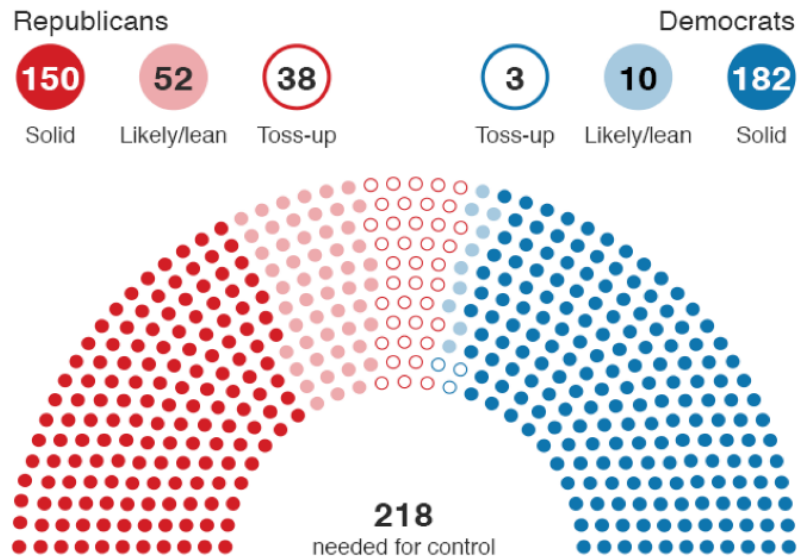 Republicans
Democrats
150
52
38
3
10
182
Solid
Likely/lean
Toss-up
Toss-up
Likely/lean
Solid
218
needed for control